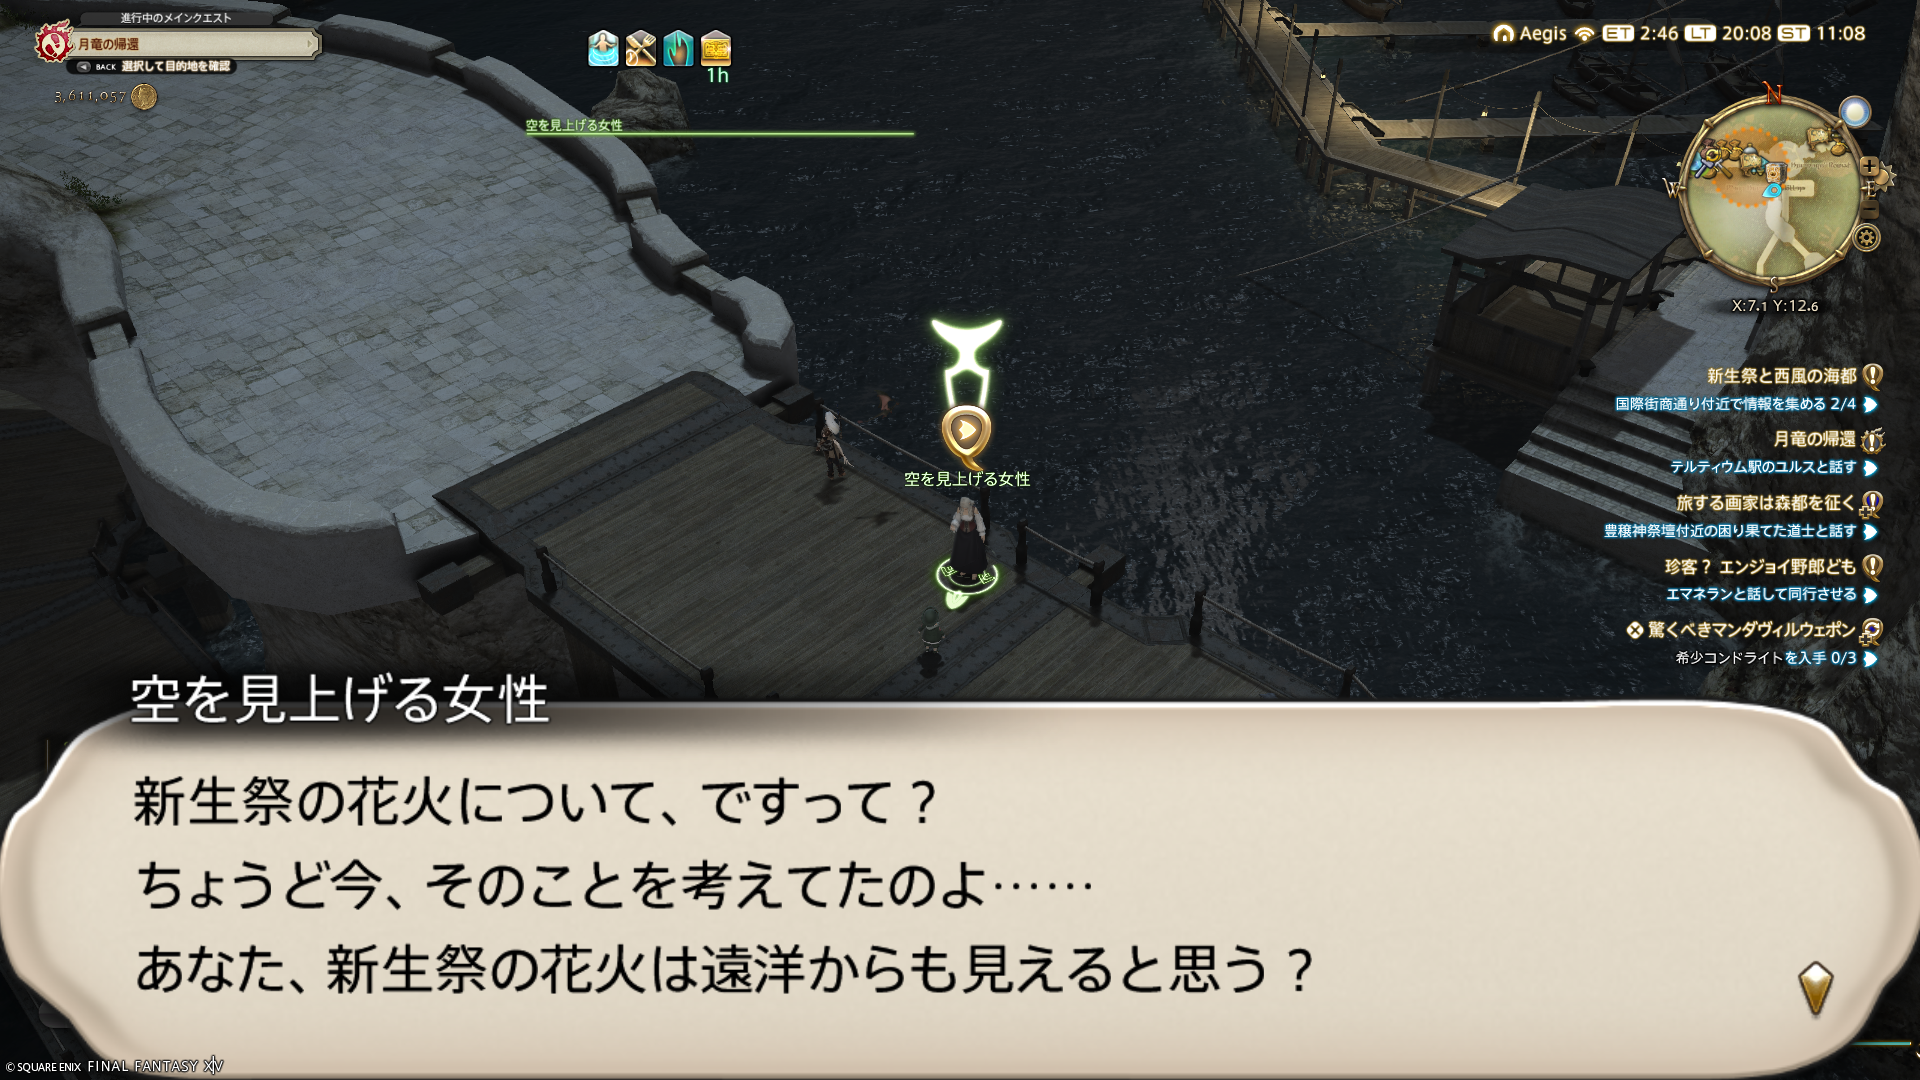 進行中のメインクエスト
月竜の帰還
BACK 選択して目的地を確認
3,611,057
1h
空を見上げる女性
Aegis ET 2:46 LT 20:08 ST 11:08
N
W
E
S
X:7.1 Y:12.6
新生祭と西風の海都
国際街商通り付近で情報を集める 2/4
月竜の帰還
テルティウム駅のユルスと話す
旅する画家は森都を征く
豊穣神祭壇付近の困り果てた道士と話す
珍客？ エンジョイ野郎ども
エマネランと話して同行させる
驚くべきマンダヴィルウェポン
希少コンドライトを入手 0/3
空を見上げる女性
空を見上げる女性
新生祭の花火について、ですって？
ちょうど今、そのことを考えてたのよ……
あなた、新生祭の花火は遠洋からも見えると思う？
© SQUARE ENIX FINAL FANTASY XIV